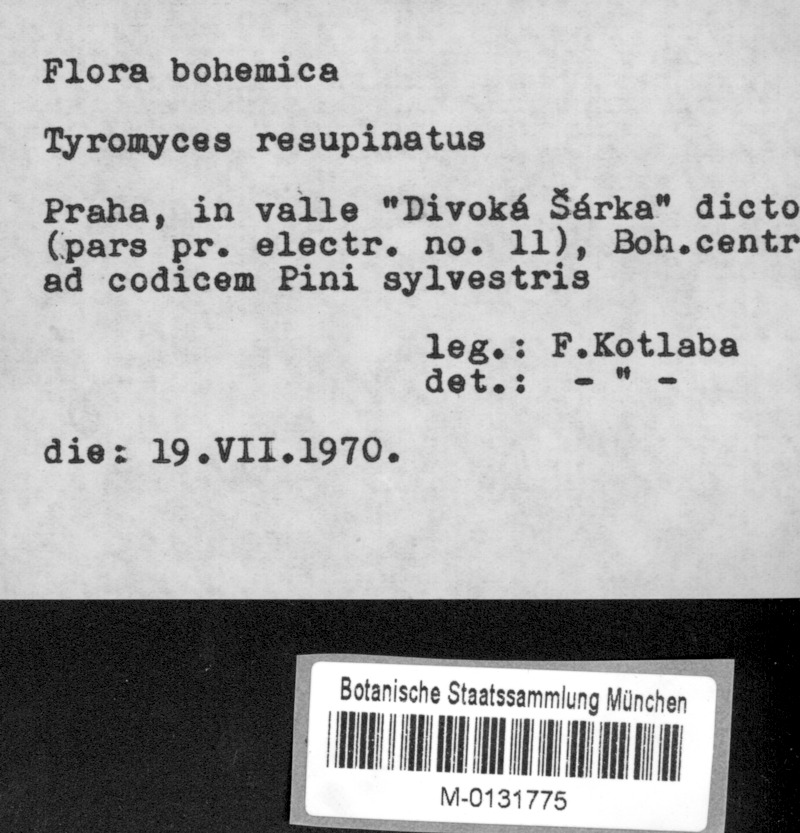 Flora bohemica
Tyromyces resupinatus
Praha, in valle "Divoká Šárka" dicto
(pars pr. electr. no. 11), Boh.centr
ad codicem Pini sylvestris
leg.: F.Kotlaba
det.: - " -
die: 19.VII.1970.
Botanische Staatssammlung München
M-0131775